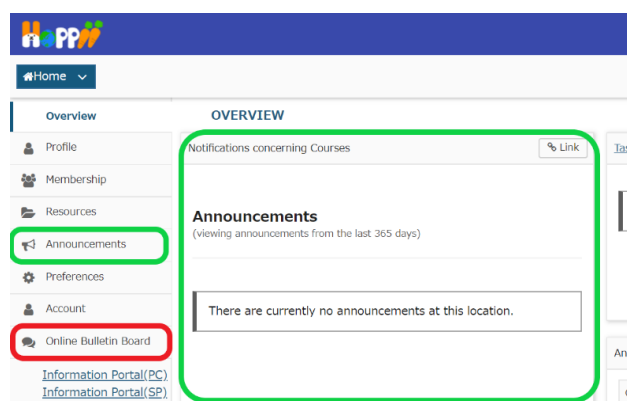 Hoppii
Home
Overview
OVERVIEW
Profile
Notifications concerning Courses
Link
Membership
Resources
Announcements
(viewing announcements from the last 365 days)
Announcements
Preferences
There are currently no announcements at this location.
Account
Online Bulletin Board
Information Portal(PC)
Information Portal(SP)